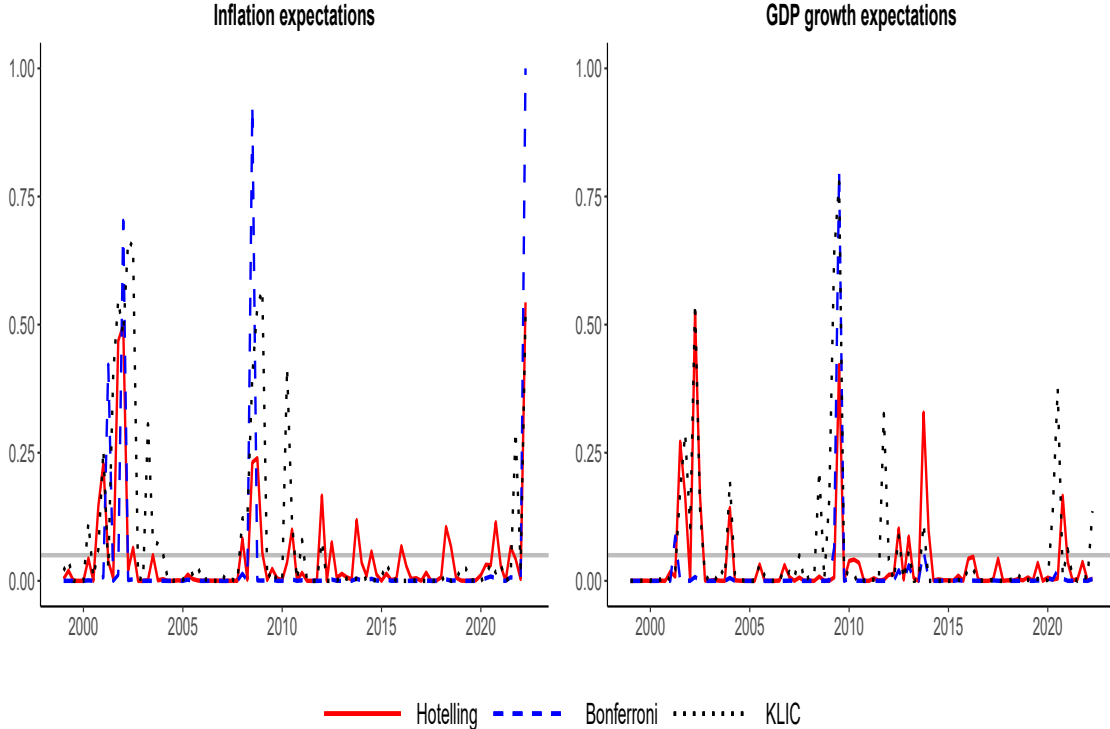 Inflation expectations
GDP growth expectations
1.00
0.75
0.50
0.25
0.00
2000 2005 2010 2015 2020
1.00
0.75
0.50
0.25
0.00
2000 2005 2010 2015 2020
Hotelling Bonferroni KLIC